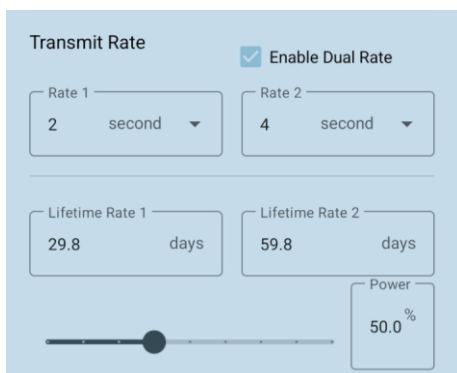 Transmit Rate
Enable Dual Rate
Rate 1
Rate 2
2 second
4 second
Lifetime Rate 1
Lifetime Rate 2
29.8 days
59.8 days
Power
50.0 %